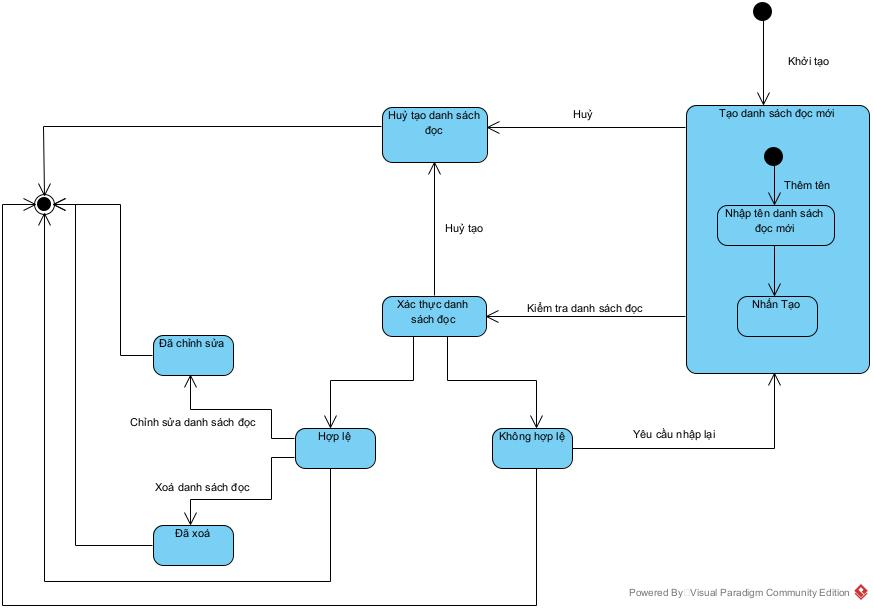 Khởi tạo
Huỷ tạo danh sách
đọc
Huỷ
Tạo danh sách đọc mới
Thêm tên
Nhập tên danh sách
đọc mới
Huỷ tạo
Xác thực danh
sách đọc
Kiểm tra danh sách đọc
Nhấn Tạo
Đã chỉnh sửa
Chỉnh sửa danh sách đọc
Hợp lệ
Không hợp lệ
Yêu cầu nhập lại
Xoá danh sách đọc
Đã xoá
Powered By Visual Paradigm Community Edition